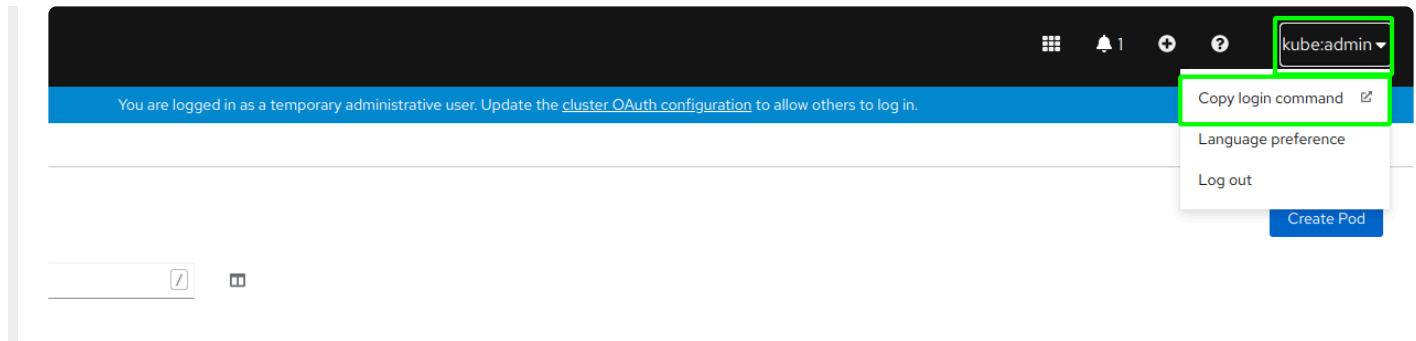 1
kube:admin
You are logged in as a temporary administrative user. Update the cluster OAuth configuration to allow others to log in.
Copy login command
Language preference
Log out
Create Pod
/